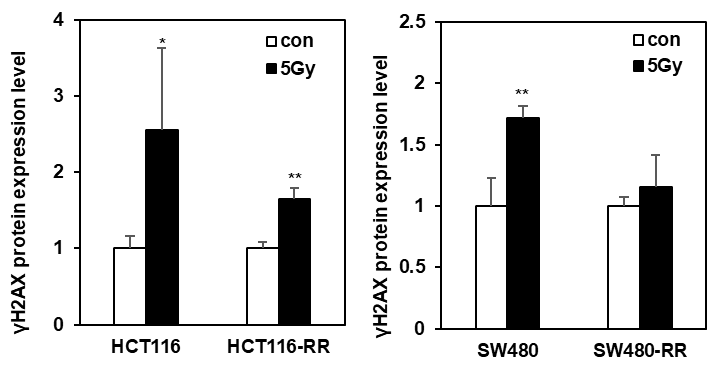 γH2AX protein expression level
4
3
2
1
0
con
5Gy
*
**
HCT116
HCT116-RR
γH2AX protein expression level
2.5
2
1.5
1
0.5
0
con
5Gy
**
SW480
SW480-RR